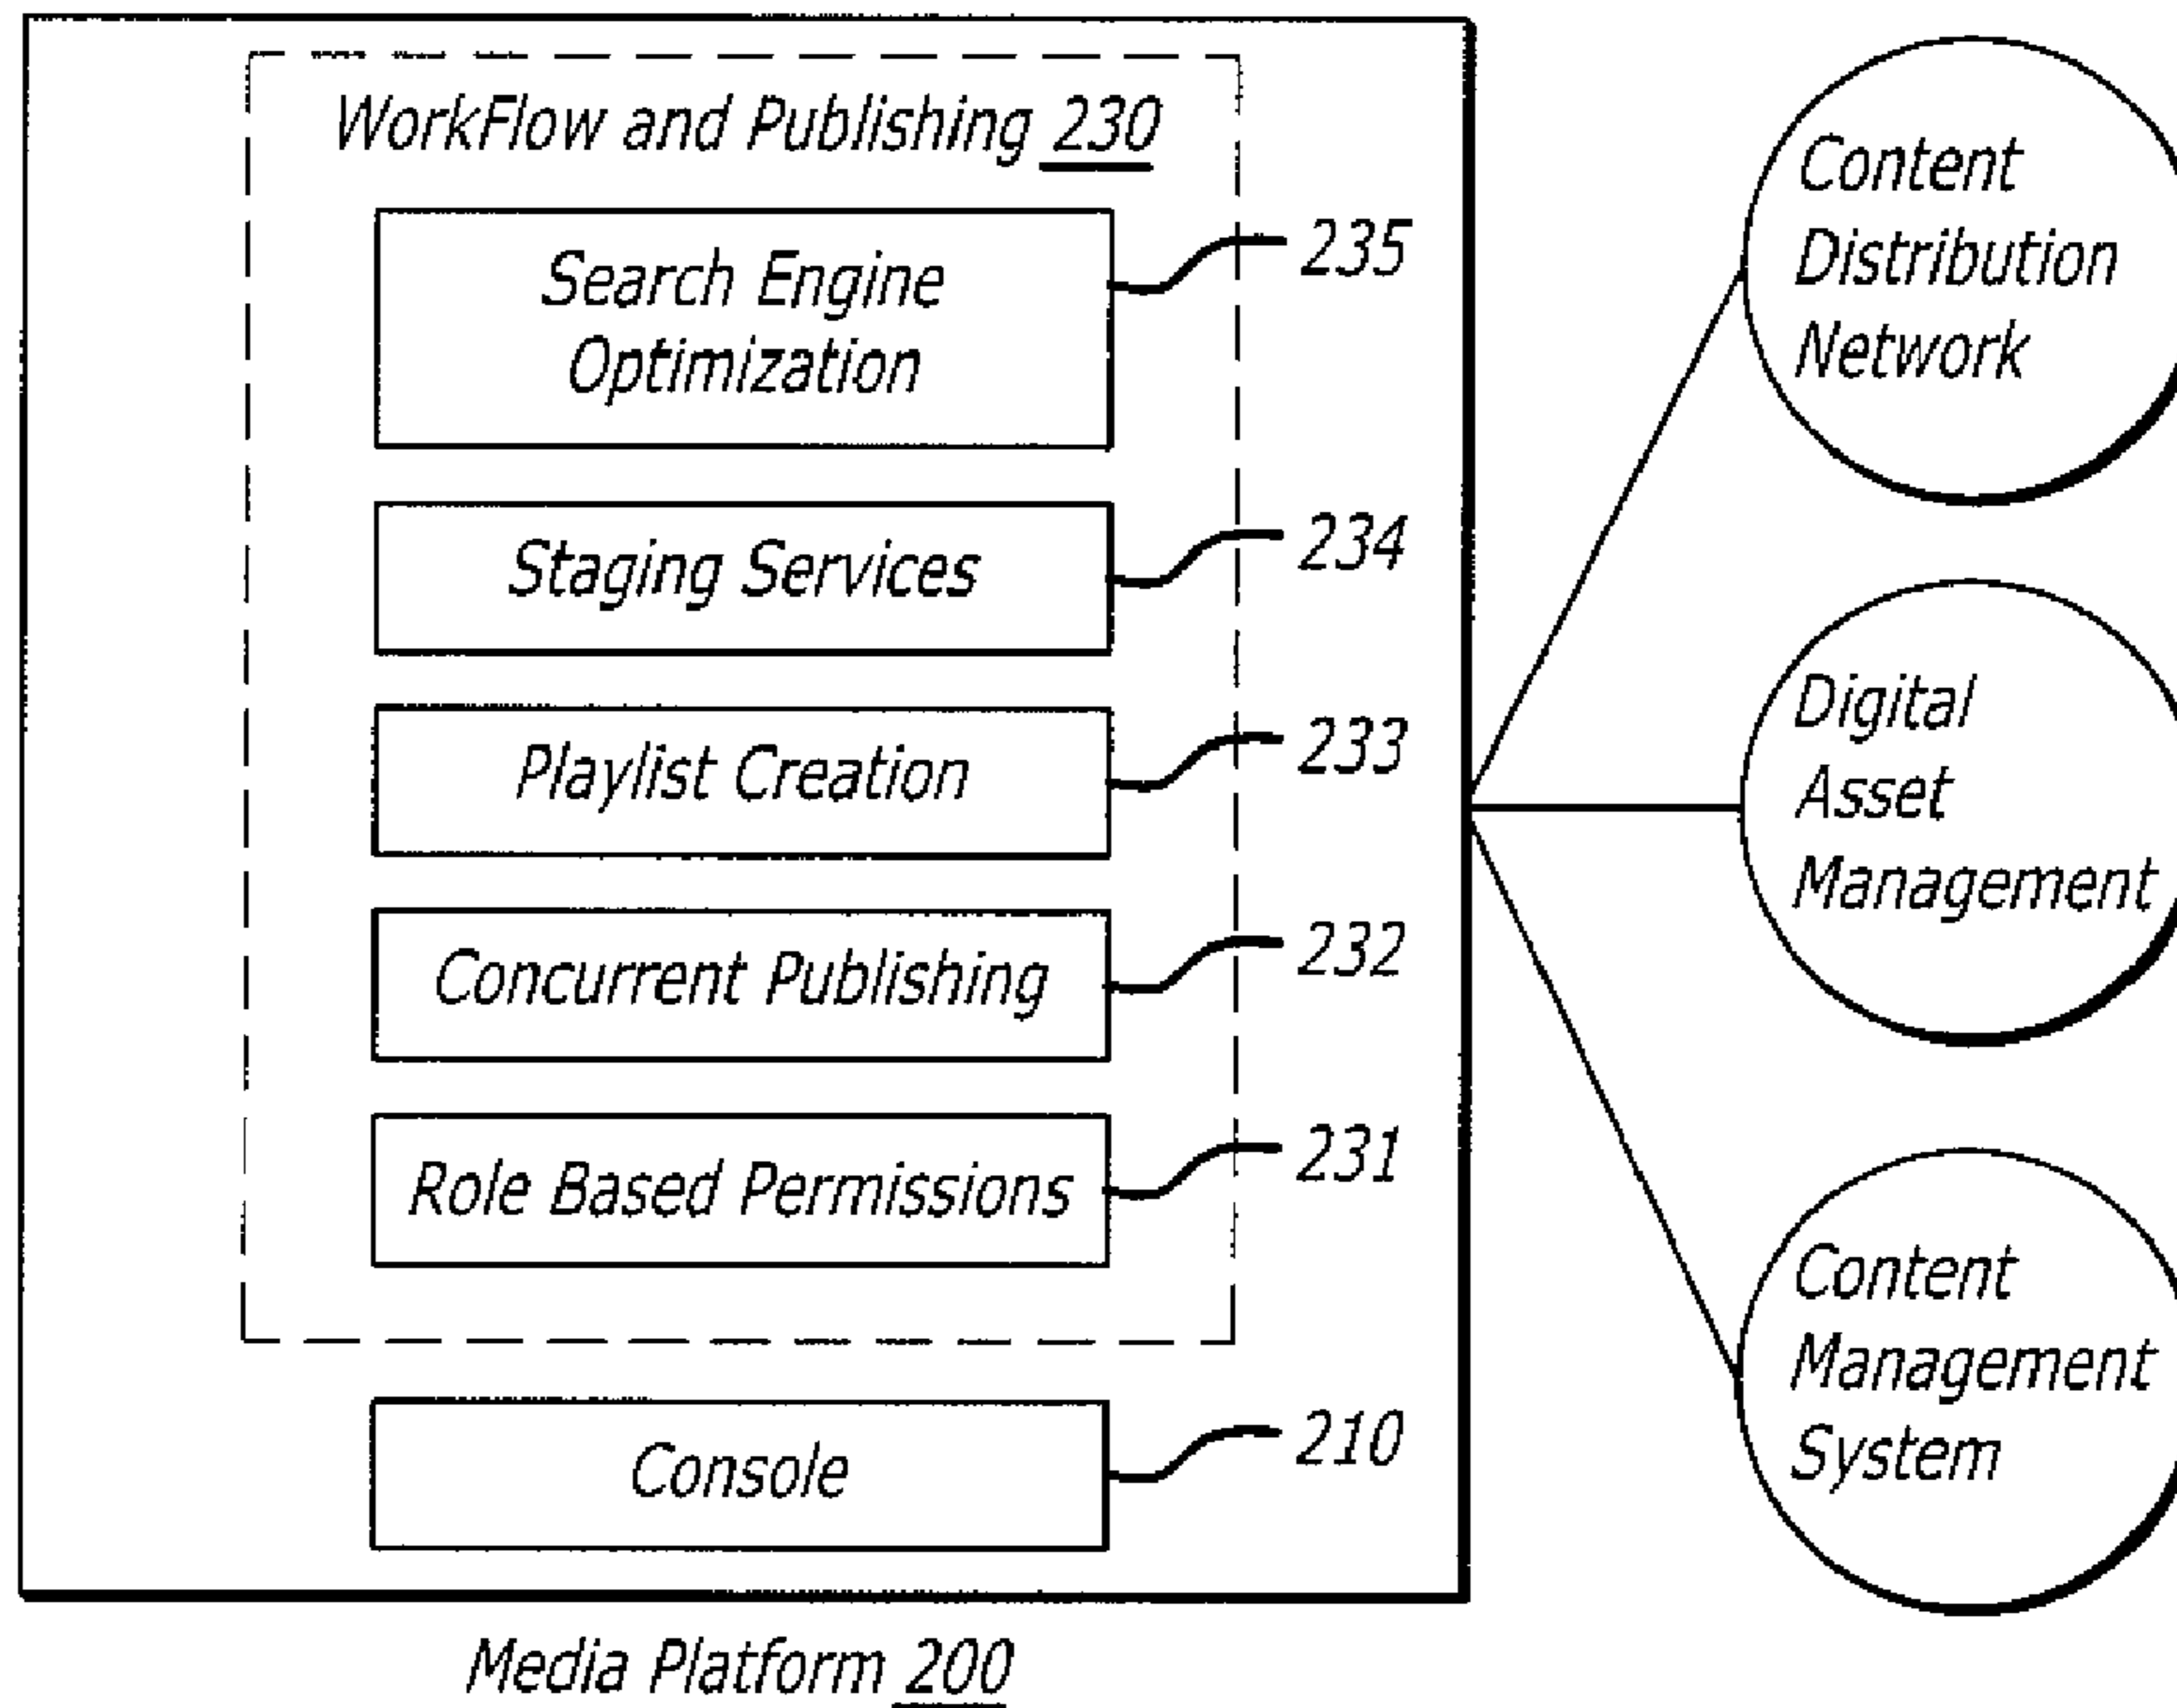 WorkFlow and Publishing 230
Search Engine
Optimization
235
Staging Services
234
Playlist Creation
233
Concurrent Publishing
232
Role Based Permissions
231
Console
210
Media Platform 200
Content
Distribution
Network
Digital
Asset
Management
Content
Management
System